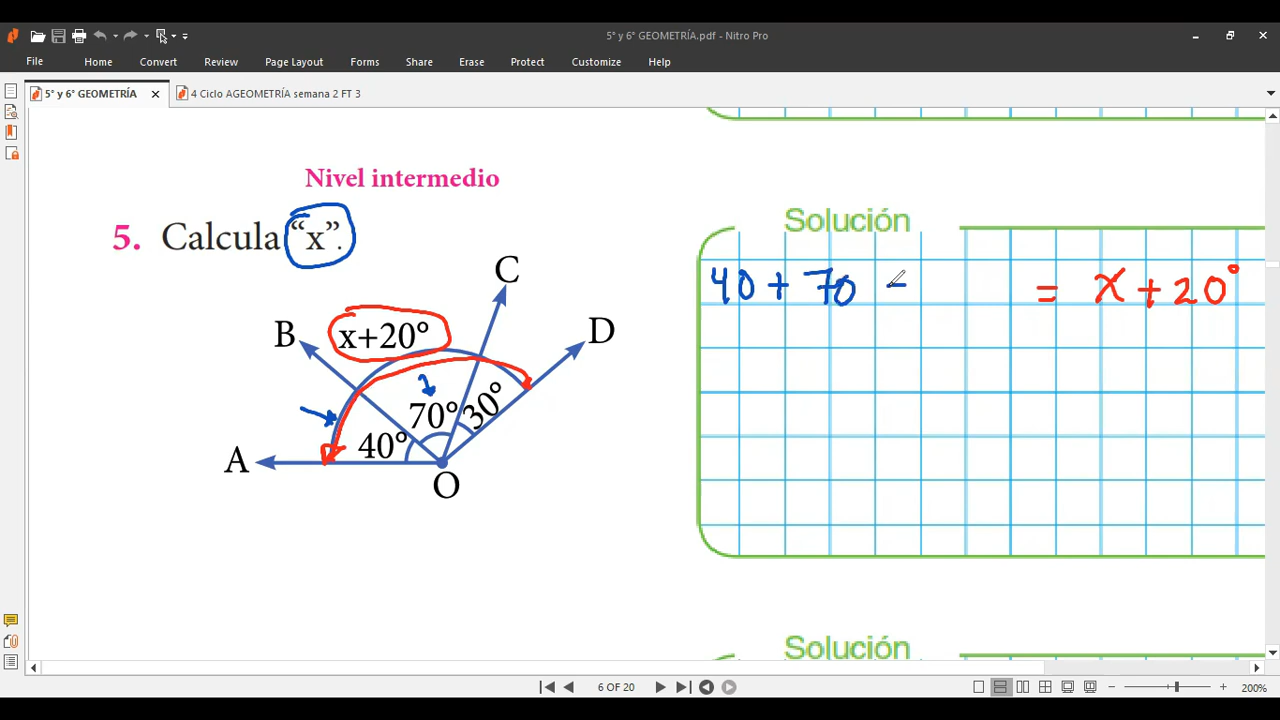 5° y 6° GEOMETRÍA.pdf - Nitro Pro
File Home Convert Review Page Layout Forms Share Erase Protect Customize Help
5° y 6° GEOMETRÍA 4 Ciclo AGEOMETRÍA semana 2 FT 3
Nivel intermedio
5. Calcula “x”.
C
B
x+20°
D
70°
30°
40°
A
O
Solución
40 + 70 = x + 20°
Solución
6 OF 20
200%